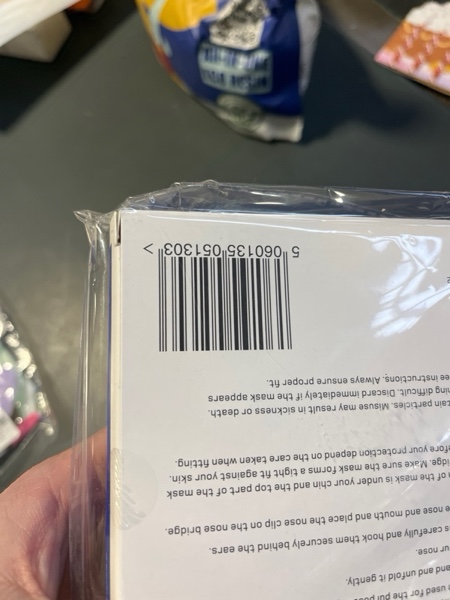 used for the
and unfold it gently.
nose.
carefully and hook them securely behind the ears.
nose and mouth and place the nose clip on the nose bridge.
of the mask is under your chin and the top part of the mask
Make sure the mask forms a tight fit against your skin.
your protection depend on the care taken when fitting.
particles. Misuse may result in sickness or death.
difficult. Discard immediately if the mask appears
instructions. Always ensure proper fit.
5 060135 051303 >